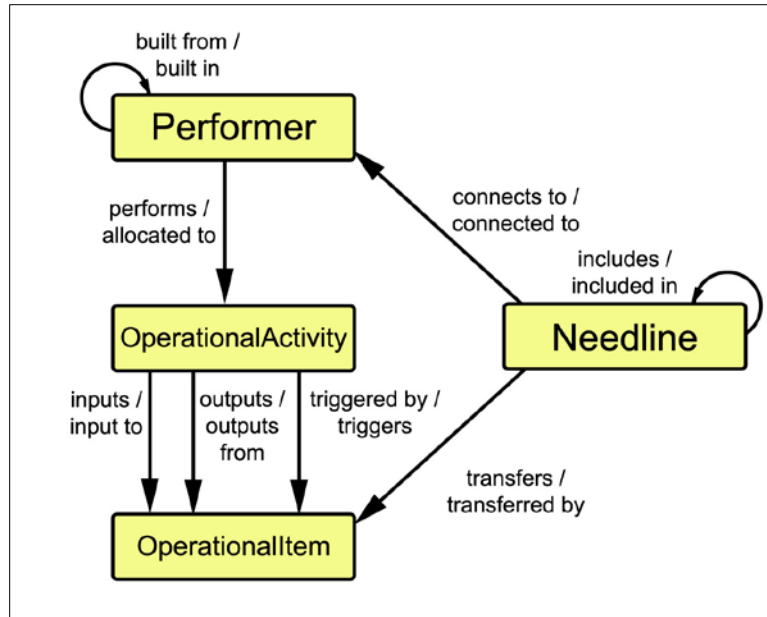 built from /
built in
Performer
performs /
allocated to
connects to /
connected to
includes /
included in
OperationalActivity
Needline
inputs /
input to
outputs /
outputs
from
triggered by /
triggers
transfers /
transferred by
OperationalItem